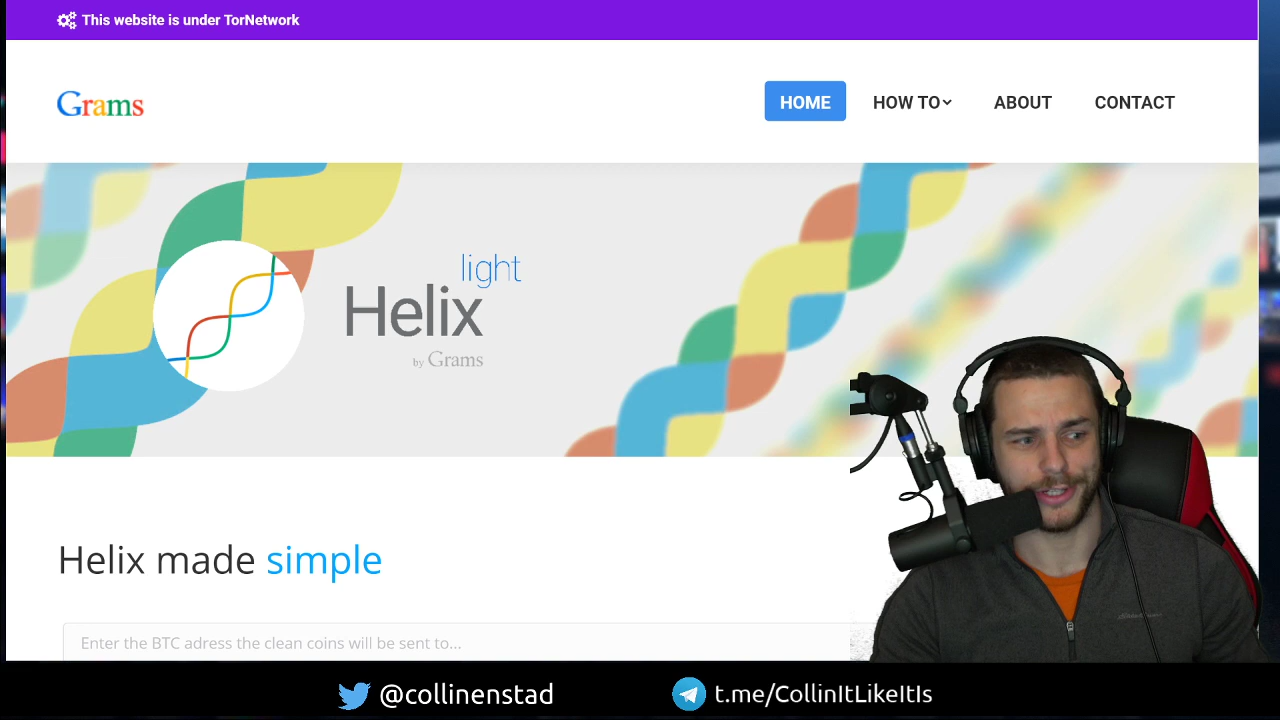 This website is under TorNetwork
Grams
HOME
HOW TO
ABOUT
CONTACT
light
Helix
by Grams
Helix made simple
Enter the BTC adress the clean coins will be sent to...
@collinenstad
t.me/CollinItLikeItIs